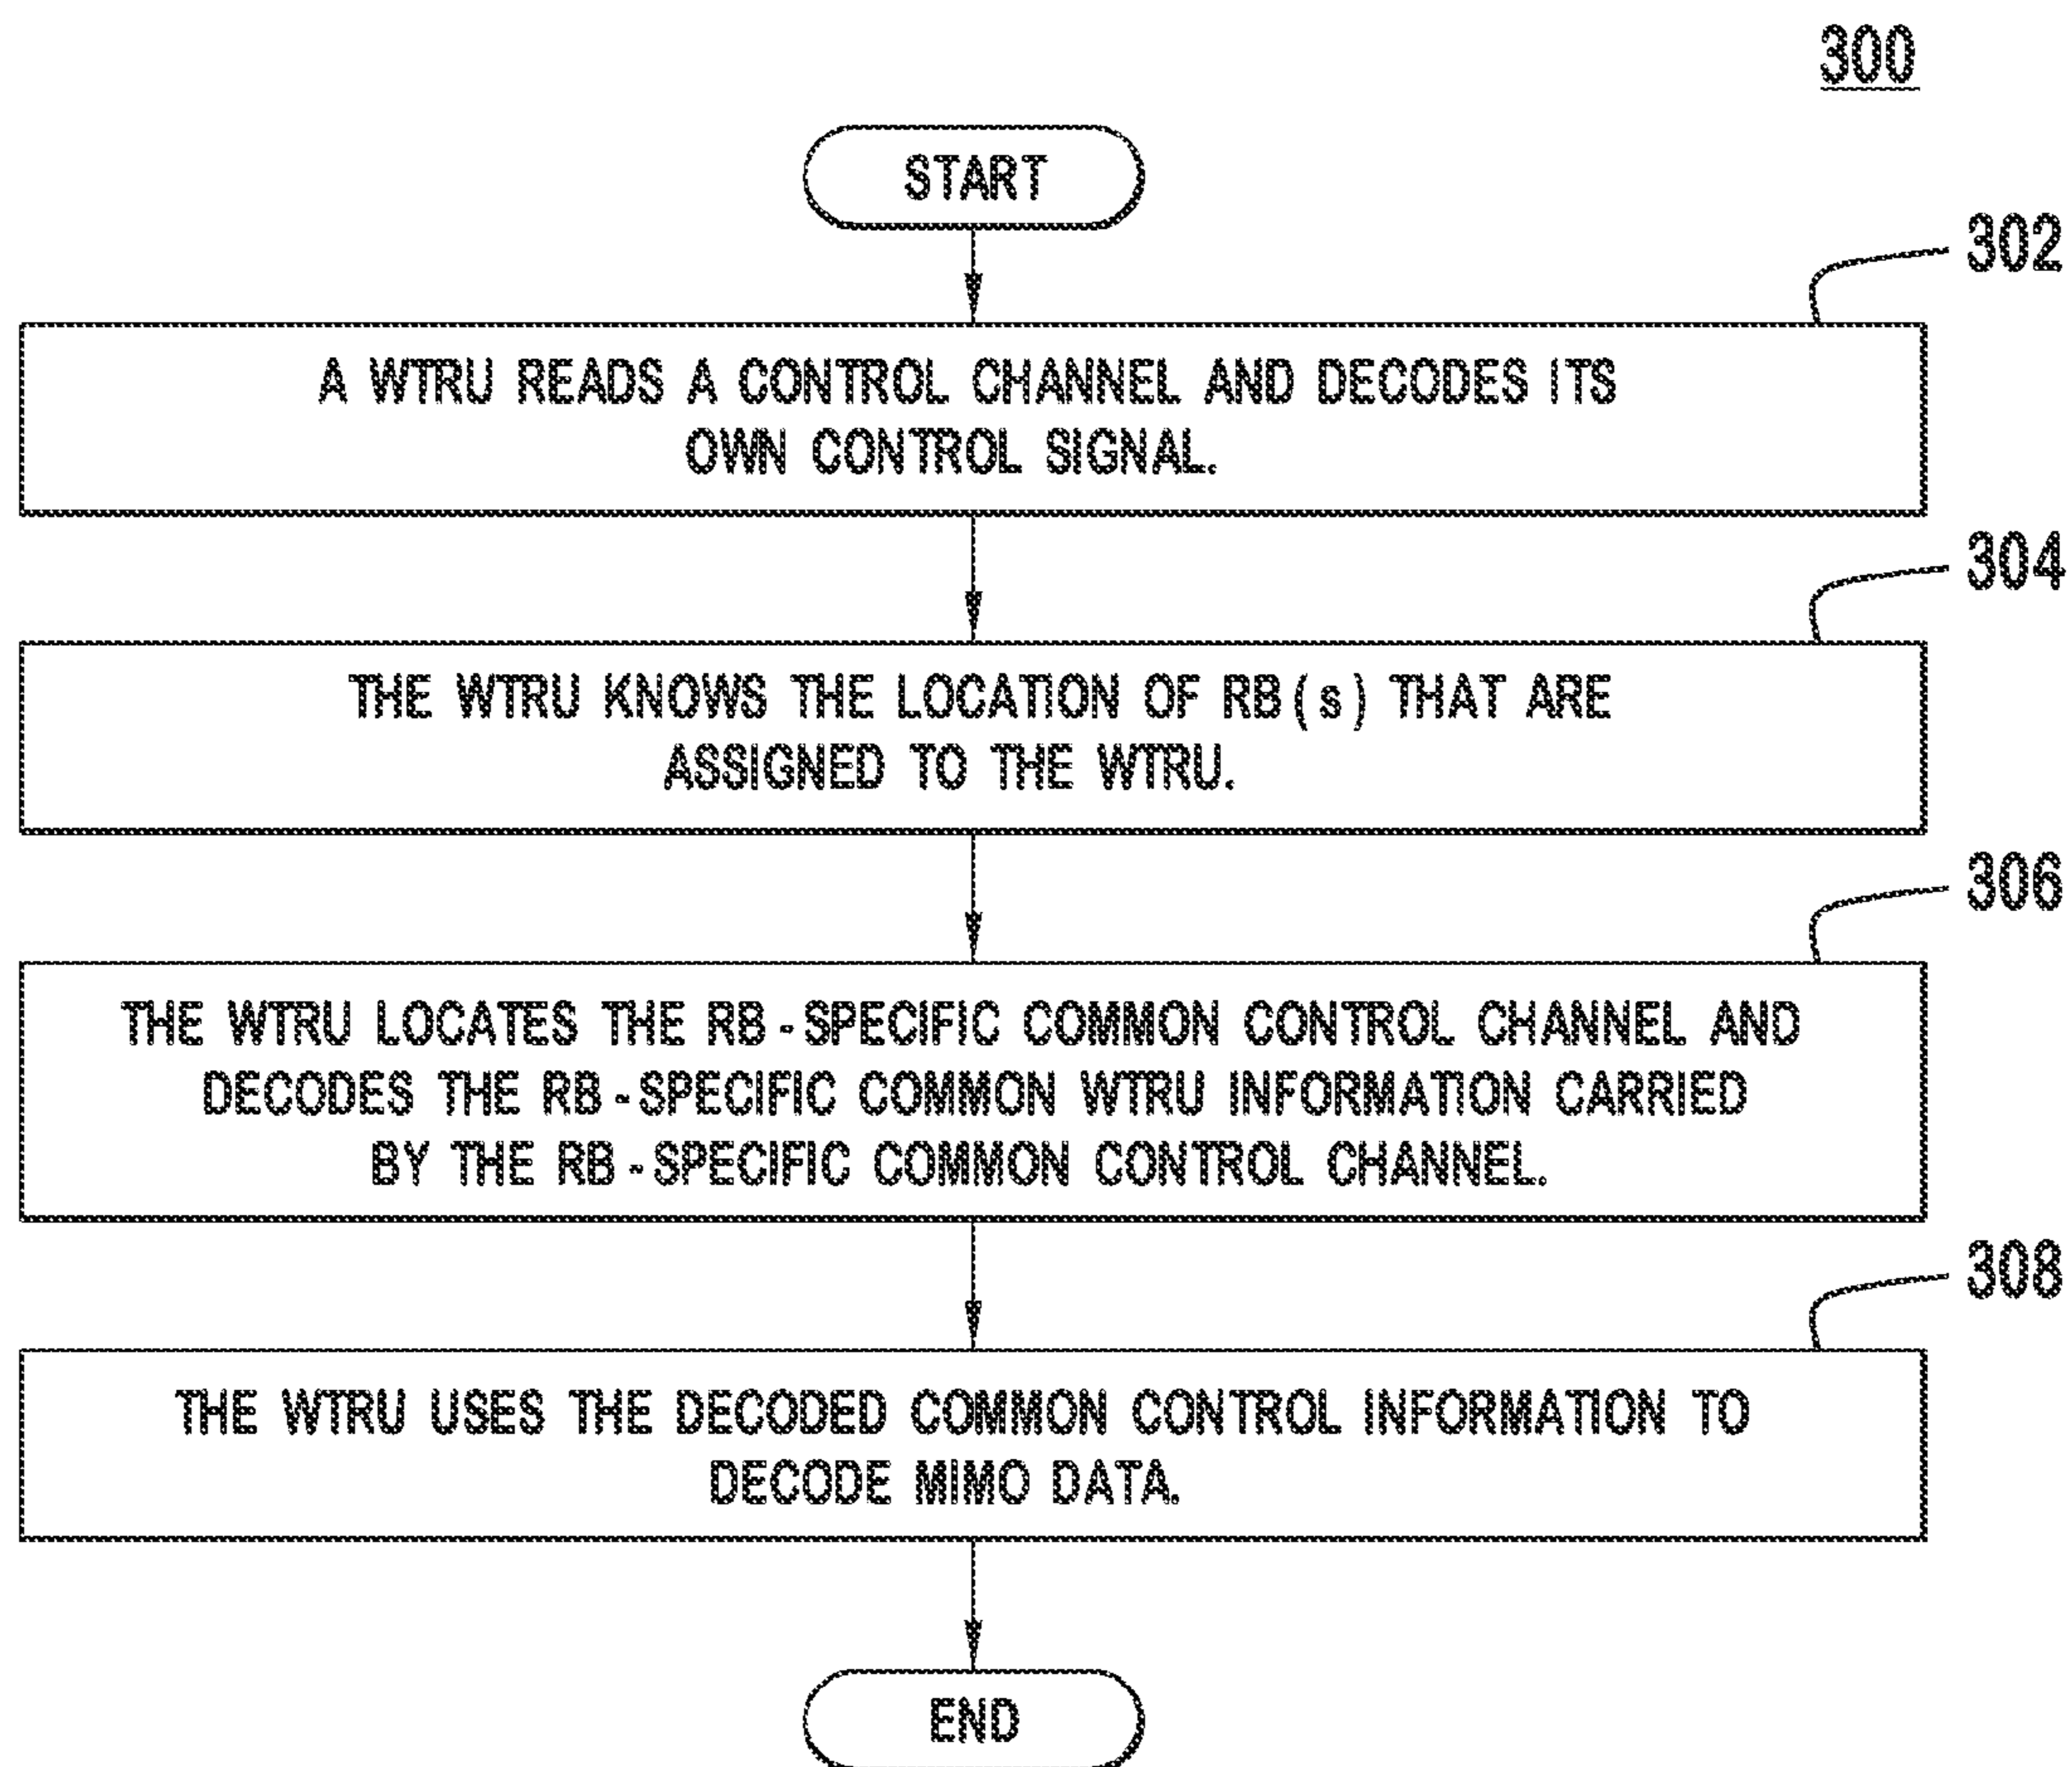 300
START
302
A WTRU READS A CONTROL CHANNEL AND DECODES ITS
OWN CONTROL SIGNAL.
304
THE WTRU KNOWS THE LOCATION OF RB(s) THAT ARE
ASSIGNED TO THE WTRU.
306
THE WTRU LOCATES THE RB-SPECIFIC COMMON CONTROL CHANNEL AND
DECODES THE RB-SPECIFIC COMMON WTRU INFORMATION CARRIED
BY THE RB-SPECIFIC COMMON CONTROL CHANNEL.
308
THE WTRU USES THE DECODED COMMON CONTROL INFORMATION TO
DECODE MIMO DATA.
END